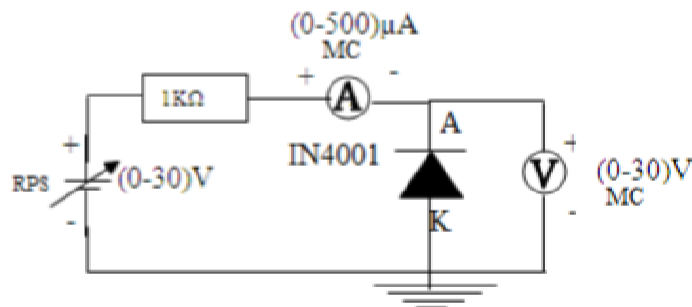 (0-500)µA
MC
+
-
1KΩ
A
A
IN4001
+
(0-30)V
RPS
-
V
+
(0-30)V
MC
-
K